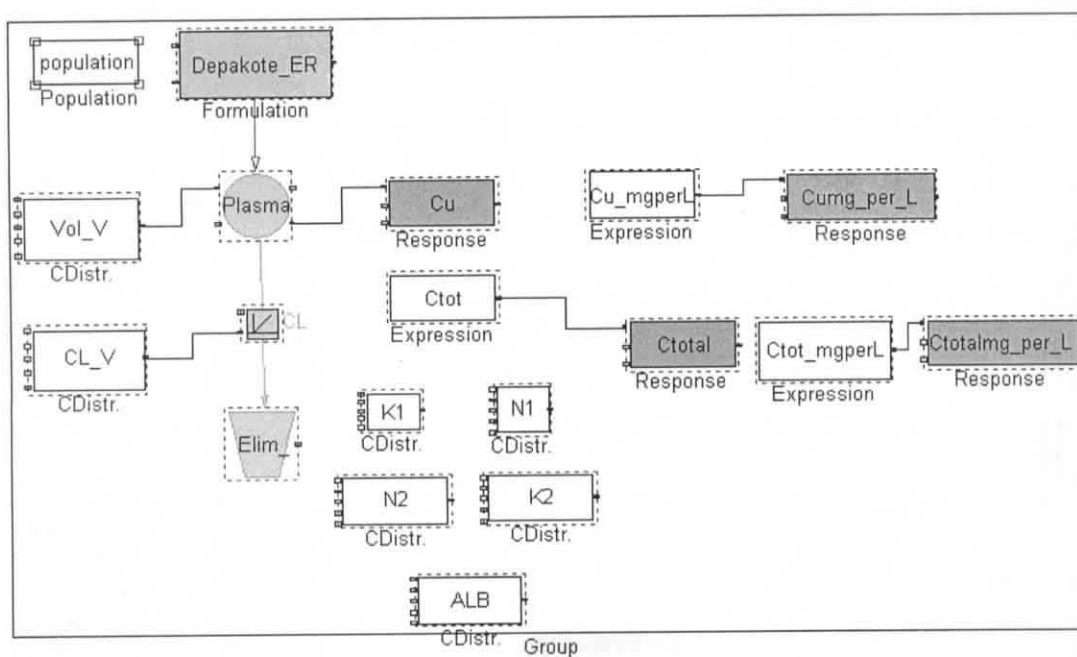 population
Population
Depakote_ER
Formulation
Plasma
Vol_V
CDistr.
Cu
Response
Cu_mgperL
Expression
Cumg_per_L
Response
CL
CL_V
CDistr.
Ctot
Expression
Ctotal
Response
Ctot_mgperL
Expression
Ctotalmg_per_L
Response
Elim_
K1
CDistr.
N1
CDistr.
N2
CDistr.
K2
CDistr.
ALB
CDistr.
Group